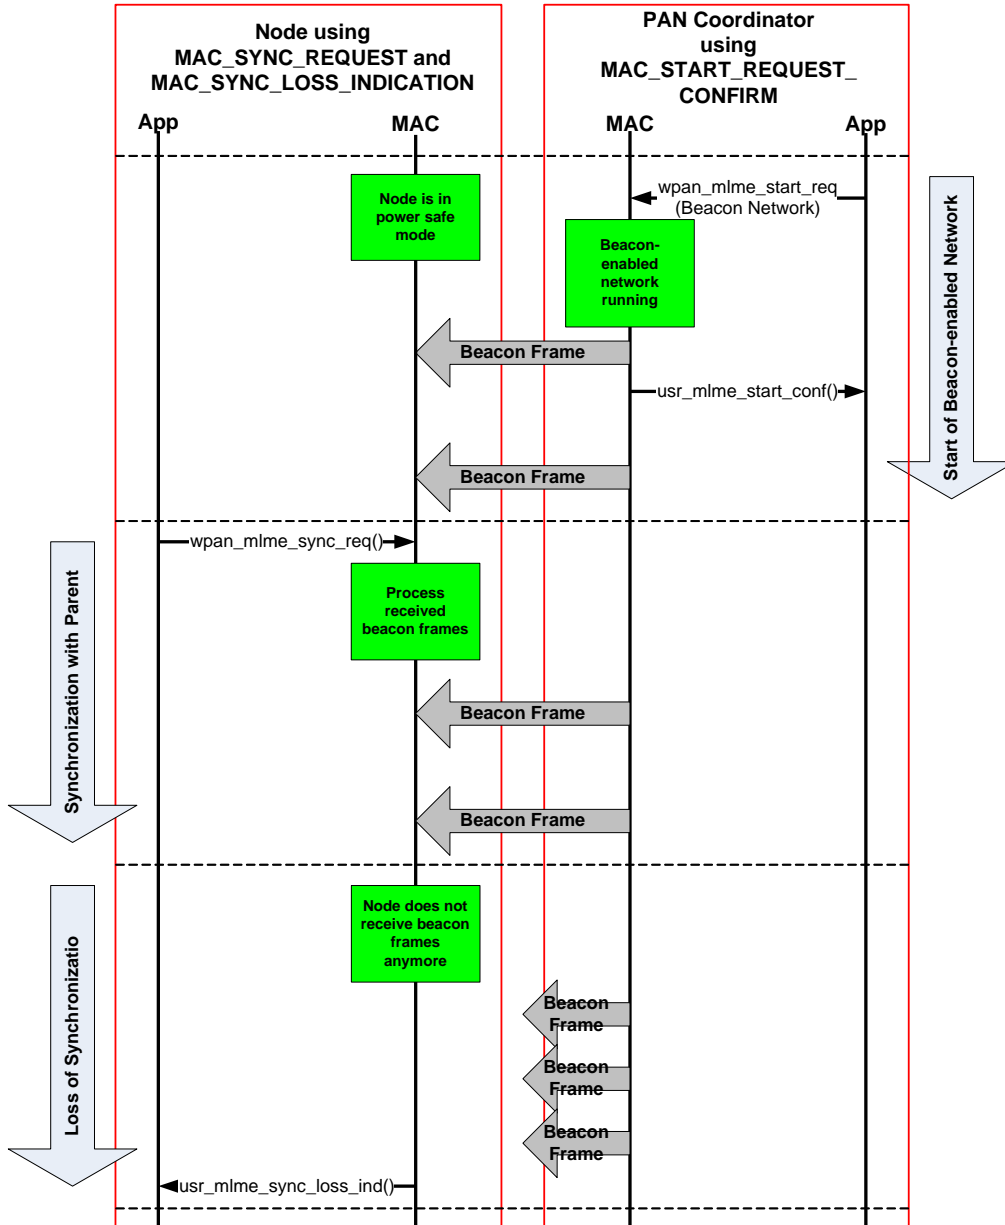 Node using
MAC_SYNC_REQUEST and
MAC_SYNC_LOSS_INDICATION
PAN Coordinator
using
MAC_START_REQUEST_
CONFIRM
App
MAC
MAC
App
Node is in
power safe
mode
wpan_mlme_start_req
(Beacon Network)
Beacon-
enabled
network
running
Start of Beacon-enabled Network
Beacon Frame
usr_mlme_start_conf()
Beacon Frame
wpan_mlme_sync_req()
Synchronization with Parent
Process
received
beacon frames
Beacon Frame
Beacon Frame
Loss of Synchronizatio
Node does not
receive beacon
frames
anymore
Beacon
Frame
Beacon
Frame
Beacon
Frame
usr_mlme_sync_loss_ind()